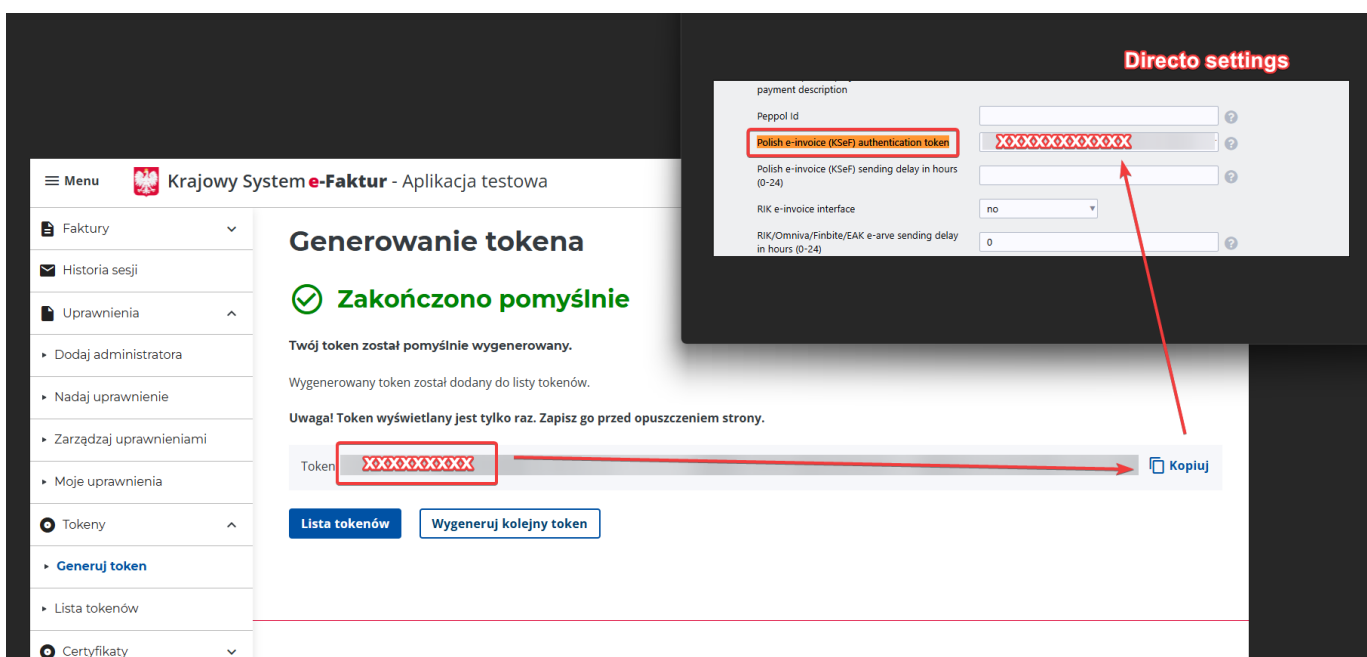 Directo settings
payment description
Peppol Id
Polish e-invoice (KSeF) authentication token
XXXXXXXXXXXXX
Polish e-invoice (KSeF) sending delay in hours
(0-24)
RIK e-invoice interface
no
RIK/Omniva/Finbite/EAK e-arve sending delay
in hours (0-24)
0
Menu
Krajowy System e-Faktur - Aplikacja testowa
Faktury
Historia sesji
Uprawnienia
Dodaj administratora
Nadaj uprawnienie
Zarządzaj uprawnieniami
Moje uprawnienia
Tokeny
Generuj token
Lista tokenów
Certyfikaty
Generowanie tokena
Zakończono pomyślnie
Twój token został pomyślnie wygenerowany.
Wygenerowany token został dodany do listy tokenów.
Uwaga! Token wyświetlany jest tylko raz. Zapisz go przed opuszczeniem strony.
Token
XXXXXXXXXXX
Kopiuj
Lista tokenów
Wygeneruj kolejny token